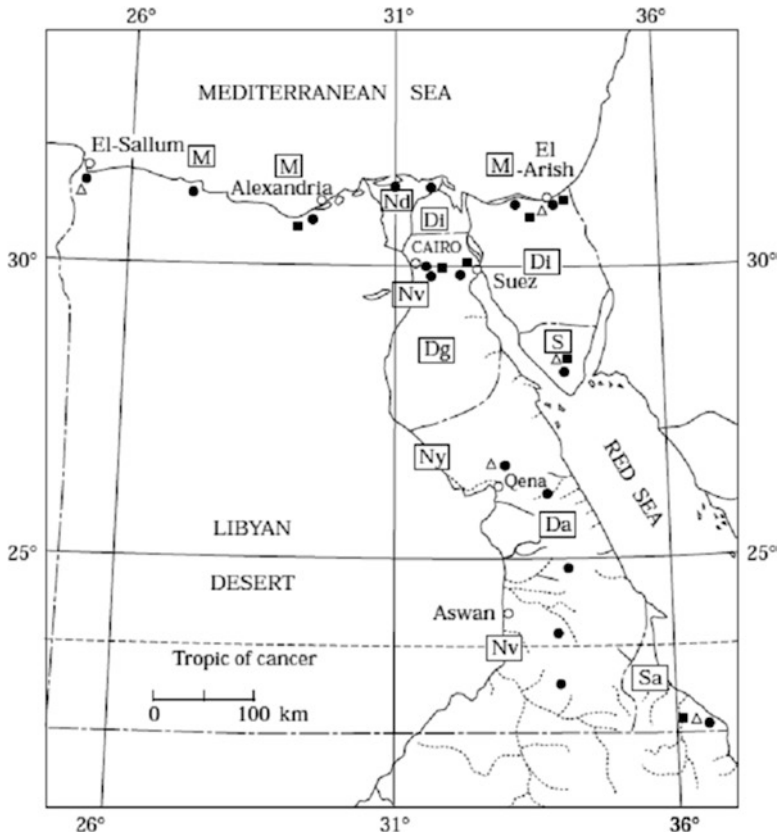 26° 31° 36°
MEDITERRANEAN SEA
El-Sallum
M
M
M
El
-Arish
Alexandria
Nd
Di
CAIRO
30° 30°
Di
Suez
Nv
S
Dg
Ny
Qena
RED SEA
Da
LIBYAN
25° 25°
DESERT
Aswan
Nv
Tropic of cancer
Sa
0 100 km
26° 31° 36°